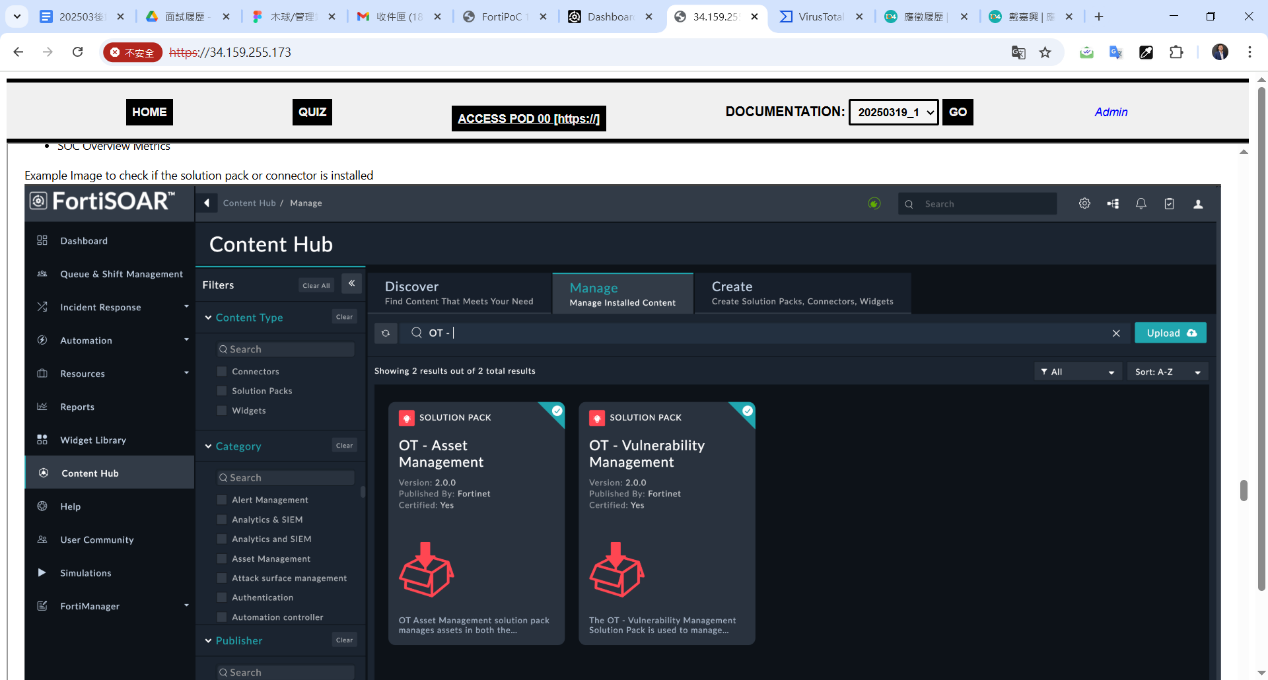 202503後
面試履歷 -
木球/管理
收件匣 (18
FortiPoC
Dashboar
34.159.25
VirusTotal
應徵履歷
戴嘉興 |
不安全 https://34.159.255.173
HOME QUIZ ACCESS POD 00 [https://] DOCUMENTATION: 20250319_1 GO Admin
SOC Overview Metrics
Example Image to check if the solution pack or connector is installed
FortiSOAR™ Content Hub / Manage Search
Content Hub
Dashboard
Queue & Shift Management
Incident Response
Automation
Resources
Reports
Widget Library
Content Hub
Help
User Community
Simulations
FortiManager
Filters Clear All
Content Type Clear
Search
Connectors
Solution Packs
Widgets
Category Clear
Search
Alert Management
Analytics & SIEM
Analytics and SIEM
Asset Management
Attack surface management
Authentication
Automation controller
Publisher Clear
Search
Discover
Find Content That Meets Your Need
Manage
Manage Installed Content
Create
Create Solution Packs, Connectors, Widgets
OT - Upload
Showing 2 results out of 2 total results All Sort: A-Z
SOLUTION PACK
OT - Asset
Management
Version: 2.0.0
Published By: Fortinet
Certified: Yes
OT Asset Management solution pack
manages assets in both the...
SOLUTION PACK
OT - Vulnerability
Management
Version: 2.0.0
Published By: Fortinet
Certified: Yes
The OT - Vulnerability Management
Solution Pack is used to manage...